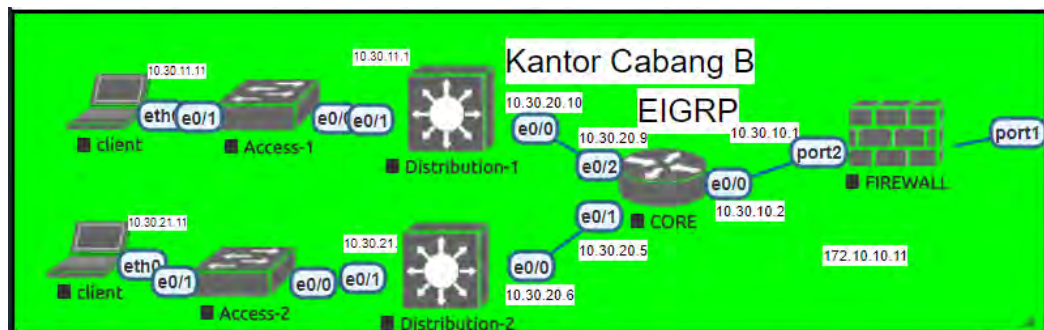 Kantor Cabang B
EIGRP
10.30.11.11
10.30.11.1
eth0
e0/1
e0/0
e0/1
client
Access-1
Distribution-1
10.30.20.10
e0/0
10.30.20.9
e0/2
10.30.10.1
port2
port1
FIREWALL
e0/0
10.30.10.2
CORE
e0/1
10.30.20.5
172.10.10.11
10.30.21.11
10.30.21.
eth0
e0/1
e0/0
e0/1
e0/0
10.30.20.6
client
Access-2
Distribution-2